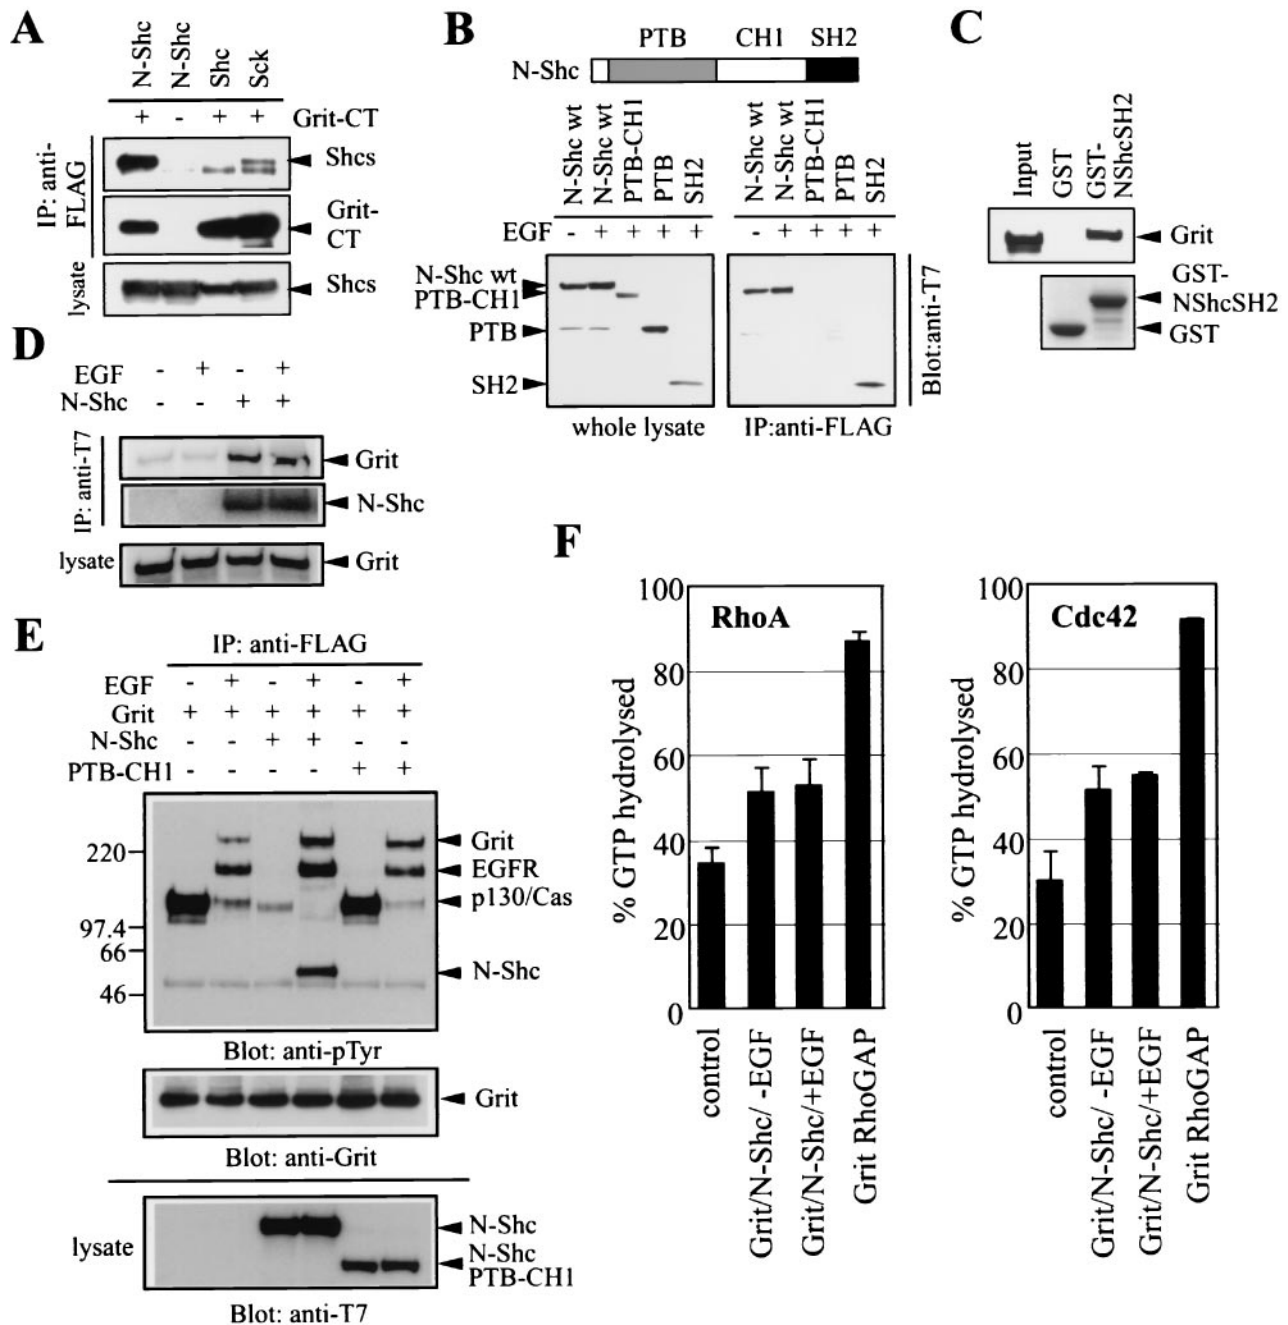 A
N-Shc
N-Shc
Shc
Sck
+ - + + Grit-CT
IP: anti-
FLAG
Shcs
Grit-
CT
lysate
Shcs
B
PTB CH1 SH2
N-Shc
N-Shc wt
N-Shc wt
PTB-CH1
PTB
SH2
N-Shc wt
N-Shc wt
PTB-CH1
PTB
SH2
EGF - + + + + - + + + +
N-Shc wt
PTB-CH1
PTB
SH2
Blot:anti-T7
whole lysate IP:anti-FLAG
C
Input
GST
GST-
NShcSH2
Grit
GST-
NShcSH2
GST
D
EGF - + - +
N-Shc - - + +
IP: anti-T7
Grit
N-Shc
lysate Grit
E
IP: anti-FLAG
EGF - + - + - +
Grit + + + + + +
N-Shc - - + + - -
PTB-CH1 - - - - + +
Grit
220
EGFR
p130/Cas
97.4
66
N-Shc
46
Blot: anti-pTyr
Grit
Blot: anti-Grit
lysate
N-Shc
N-Shc
PTB-CH1
Blot: anti-T7
F
% GTP hydrolysed
100
80
60
40
20
0
RhoA
control
Grit/N-Shc/ -EGF
Grit/N-Shc/+EGF
Grit RhoGAP
% GTP hydrolysed
100
80
60
40
20
0
Cdc42
control
Grit/N-Shc/ -EGF
Grit/N-Shc/+EGF
Grit RhoGAP